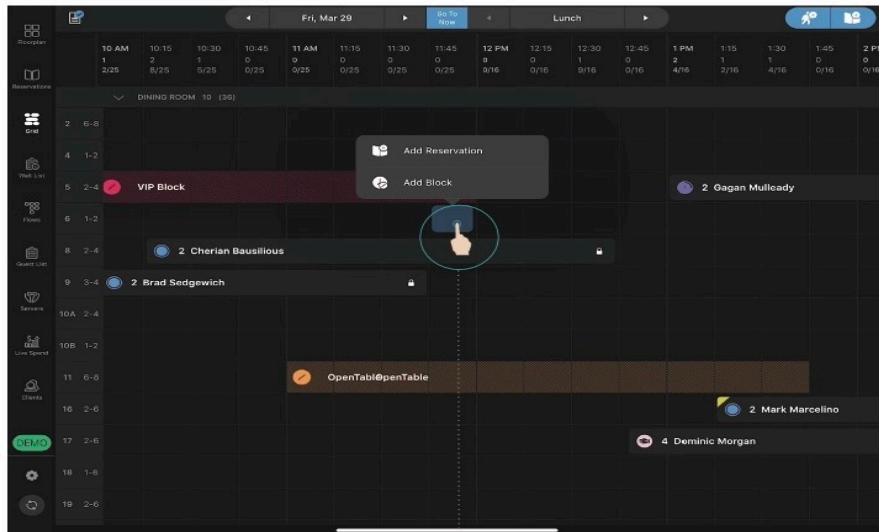 Fri, Mar 29 Go To Now Lunch
Floorplan
Reservations
Grid
Wait List
Flows
Guest List
Servers
Live Spend
Clients
DEMO
10 AM 10:15 10:30 10:45 11 AM 11:15 11:30 11:45 12 PM 12:15 12:30 12:45 1 PM 1:15 1:30 1:45 2 P
1 2 1 0 0 0 0 0 0 0 1 0 2 1 1 0 0
2/25 8/25 5/25 0/25 0/25 0/25 0/25 0/25 0/16 0/16 9/16 0/16 4/16 2/16 4/16 0/16 0/16
DINING ROOM 10 (36)
2 6-8
4 1-2
Add Reservation
Add Block
5 2-4 VIP Block 2 Gagan Mulleady
6 1-2
8 2-4 2 Cherian Bausilious
9 3-4 2 Brad Sedgewich
10A 2-4
10B 1-2
11 6-8 OpenTabl OpenTable
16 2-6 2 Mark Marcelino
17 2-6 4 Dominic Morgan
18 1-8
19 2-6